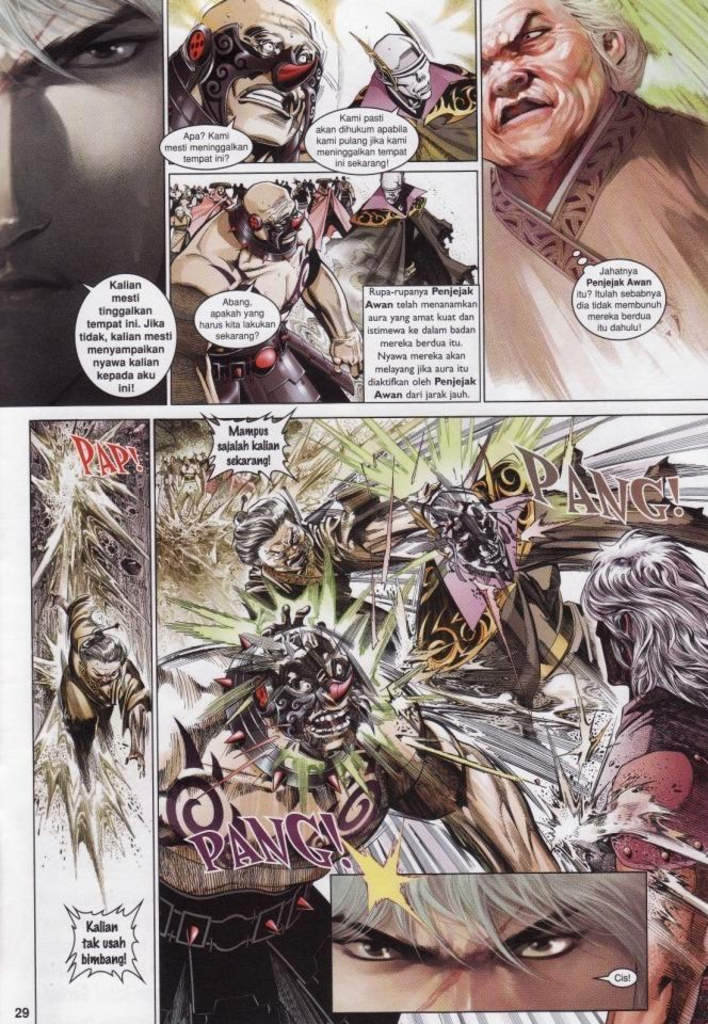 Kalian
mesti
tinggalkan
tempat ini. Jika
tidak, kalian mesti
menyampaikan
nyawa kalian
kepada aku
ini!
Apa? Kami
mesti meninggalkan
tempat ini?
Kami pasti
akan dihukum apabila
kami pulang jika kami
meninggalkan tempat
ini sekarang!
Abang,
apakah yang
harus kita lakukan
sekarang?
Rupa-rupanya Penjejak
Awan telah menanamkan
aura yang amat kuat dan
istimewa ke dalam badan
mereka berdua itu.
Nyawa mereka akan
melayang jika aura itu
diaktifkan oleh Penjejak
Awan dari jarak jauh.
Jahatnya
Penjejak Awan
itu? Itulah sebabnya
dia tidak membunuh
mereka berdua
itu dahulu!
PAP!
Kalian
tak usah
bimbang!
Mampus
sajalah kalian
sekarang!
PANG!
PANG!
Cis!
29